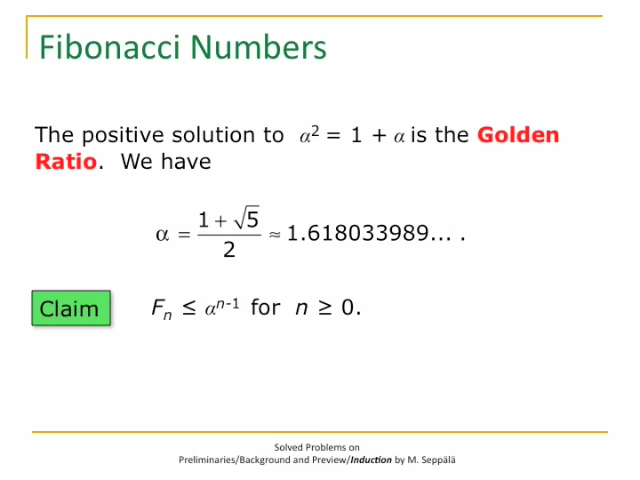 Fibonacci Numbers
The positive solution to α² = 1 + α is the Golden
Ratio. We have
α = (1 + √5) / 2 ≈ 1.618033989... .
Claim Fₙ ≤ αⁿ⁻¹ for n ≥ 0.
Solved Problems on
Preliminaries/Background and Preview/Induction by M. Seppälä